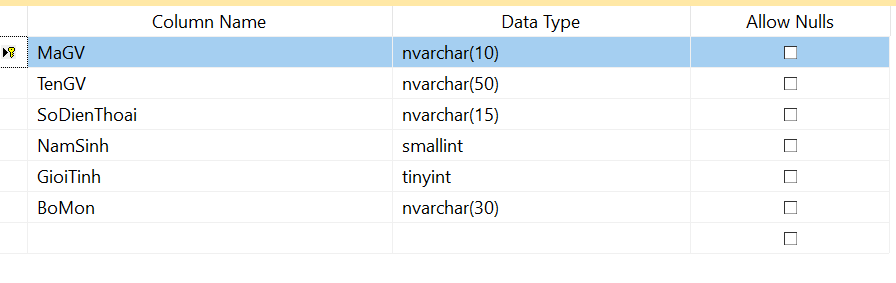 Column Name Data Type Allow Nulls
MaGV nvarchar(10)
TenGV nvarchar(50)
SoDienThoai nvarchar(15)
NamSinh smallint
GioiTinh tinyint
BoMon nvarchar(30)